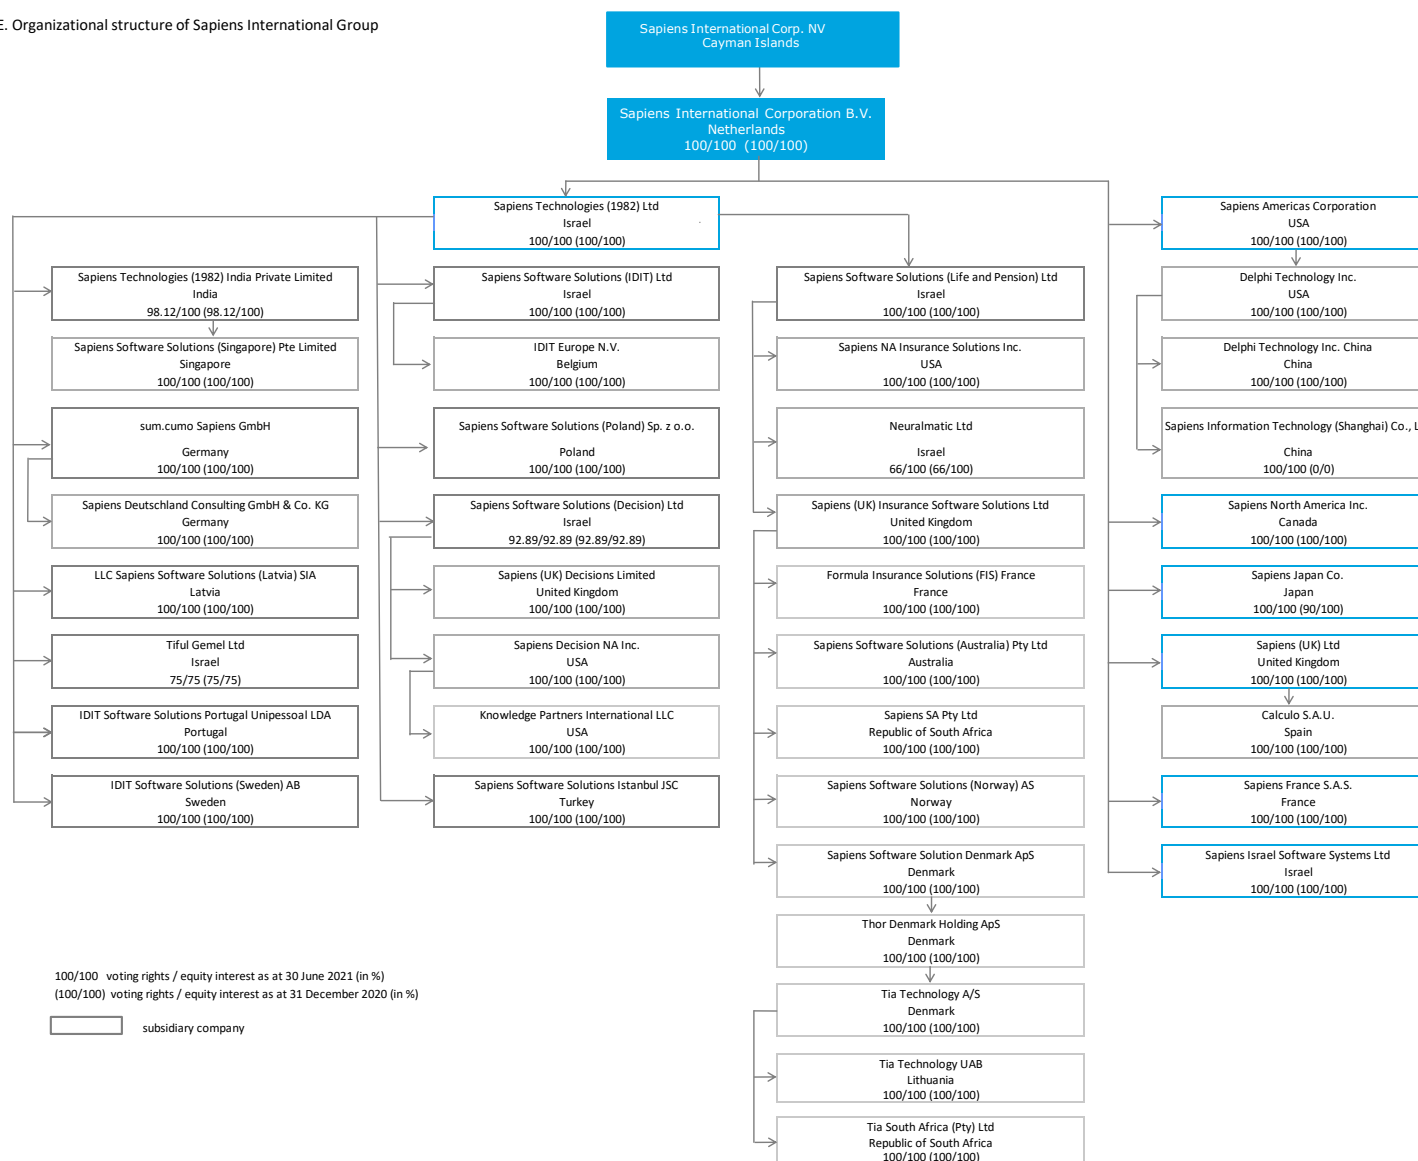 E. Organizational structure of Sapiens International Group
Sapiens International Corp. NV
Cayman Islands
Sapiens International Corporation B.V.
Netherlands
100/100 (100/100)
Sapiens Technologies (1982) Ltd
Israel
100/100 (100/100)
Sapiens Americas Corporation
USA
100/100 (100/100)
Sapiens Technologies (1982) India Private Limited
India
98.12/100 (98.12/100)
Sapiens Software Solutions (IDIT) Ltd
Israel
100/100 (100/100)
Sapiens Software Solutions (Life and Pension) Ltd
Israel
100/100 (100/100)
Delphi Technology Inc.
USA
100/100 (100/100)
Sapiens Software Solutions (Singapore) Pte Limited
Singapore
100/100 (100/100)
IDIT Europe N.V.
Belgium
100/100 (100/100)
Sapiens NA Insurance Solutions Inc.
USA
100/100 (100/100)
Delphi Technology Inc. China
China
100/100 (100/100)
sum.cumo Sapiens GmbH
Germany
100/100 (100/100)
Sapiens Software Solutions (Poland) Sp. z o.o.
Poland
100/100 (100/100)
Neuralmatic Ltd
Israel
66/100 (66/100)
Sapiens Information Technology (Shanghai) Co., L
China
100/100 (0/0)
Sapiens Deutschland Consulting GmbH & Co. KG
Germany
100/100 (100/100)
Sapiens Software Solutions (Decision) Ltd
Israel
92.89/92.89 (92.89/92.89)
Sapiens (UK) Insurance Software Solutions Ltd
United Kingdom
100/100 (100/100)
Sapiens North America Inc.
Canada
100/100 (100/100)
LLC Sapiens Software Solutions (Latvia) SIA
Latvia
100/100 (100/100)
Sapiens (UK) Decisions Limited
United Kingdom
100/100 (100/100)
Formula Insurance Solutions (FIS) France
France
100/100 (100/100)
Sapiens Japan Co.
Japan
100/100 (90/100)
Tiful Gemel Ltd
Israel
75/75 (75/75)
Sapiens Decision NA Inc.
USA
100/100 (100/100)
Sapiens Software Solutions (Australia) Pty Ltd
Australia
100/100 (100/100)
Sapiens (UK) Ltd
United Kingdom
100/100 (100/100)
IDIT Software Solutions Portugal Unipessoal LDA
Portugal
100/100 (100/100)
Knowledge Partners International LLC
USA
100/100 (100/100)
Sapiens SA Pty Ltd
Republic of South Africa
100/100 (100/100)
Calculo S.A.U.
Spain
100/100 (100/100)
IDIT Software Solutions (Sweden) AB
Sweden
100/100 (100/100)
Sapiens Software Solutions Istanbul JSC
Turkey
100/100 (100/100)
Sapiens Software Solutions (Norway) AS
Norway
100/100 (100/100)
Sapiens France S.A.S.
France
100/100 (100/100)
Sapiens Software Solution Denmark ApS
Denmark
100/100 (100/100)
Sapiens Israel Software Systems Ltd
Israel
100/100 (100/100)
Thor Denmark Holding ApS
Denmark
100/100 (100/100)
Tia Technology A/S
Denmark
100/100 (100/100)
Tia Technology UAB
Lithuania
100/100 (100/100)
Tia South Africa (Pty) Ltd
Republic of South Africa
100/100 (100/100)
100/100 voting rights / equity interest as at 30 June 2021 (in %)
(100/100) voting rights / equity interest as at 31 December 2020 (in %)
subsidiary company